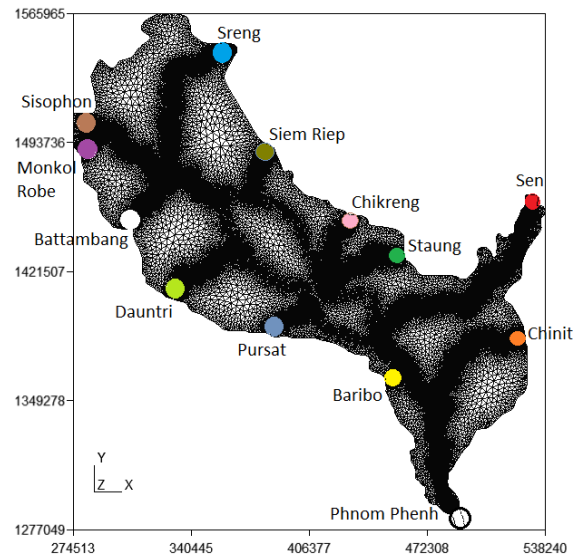 1565965
Sreng
Sisophon
1493736
Siem Riep
Monkol
Robe
Sen
Chikreng
Battambang
Staung
1421507
Dauntri
Pursat
Chinit
Baribo
1349278
Y
Z X
Phnom Phenh
1277049
274513 340445 406377 472308 538240